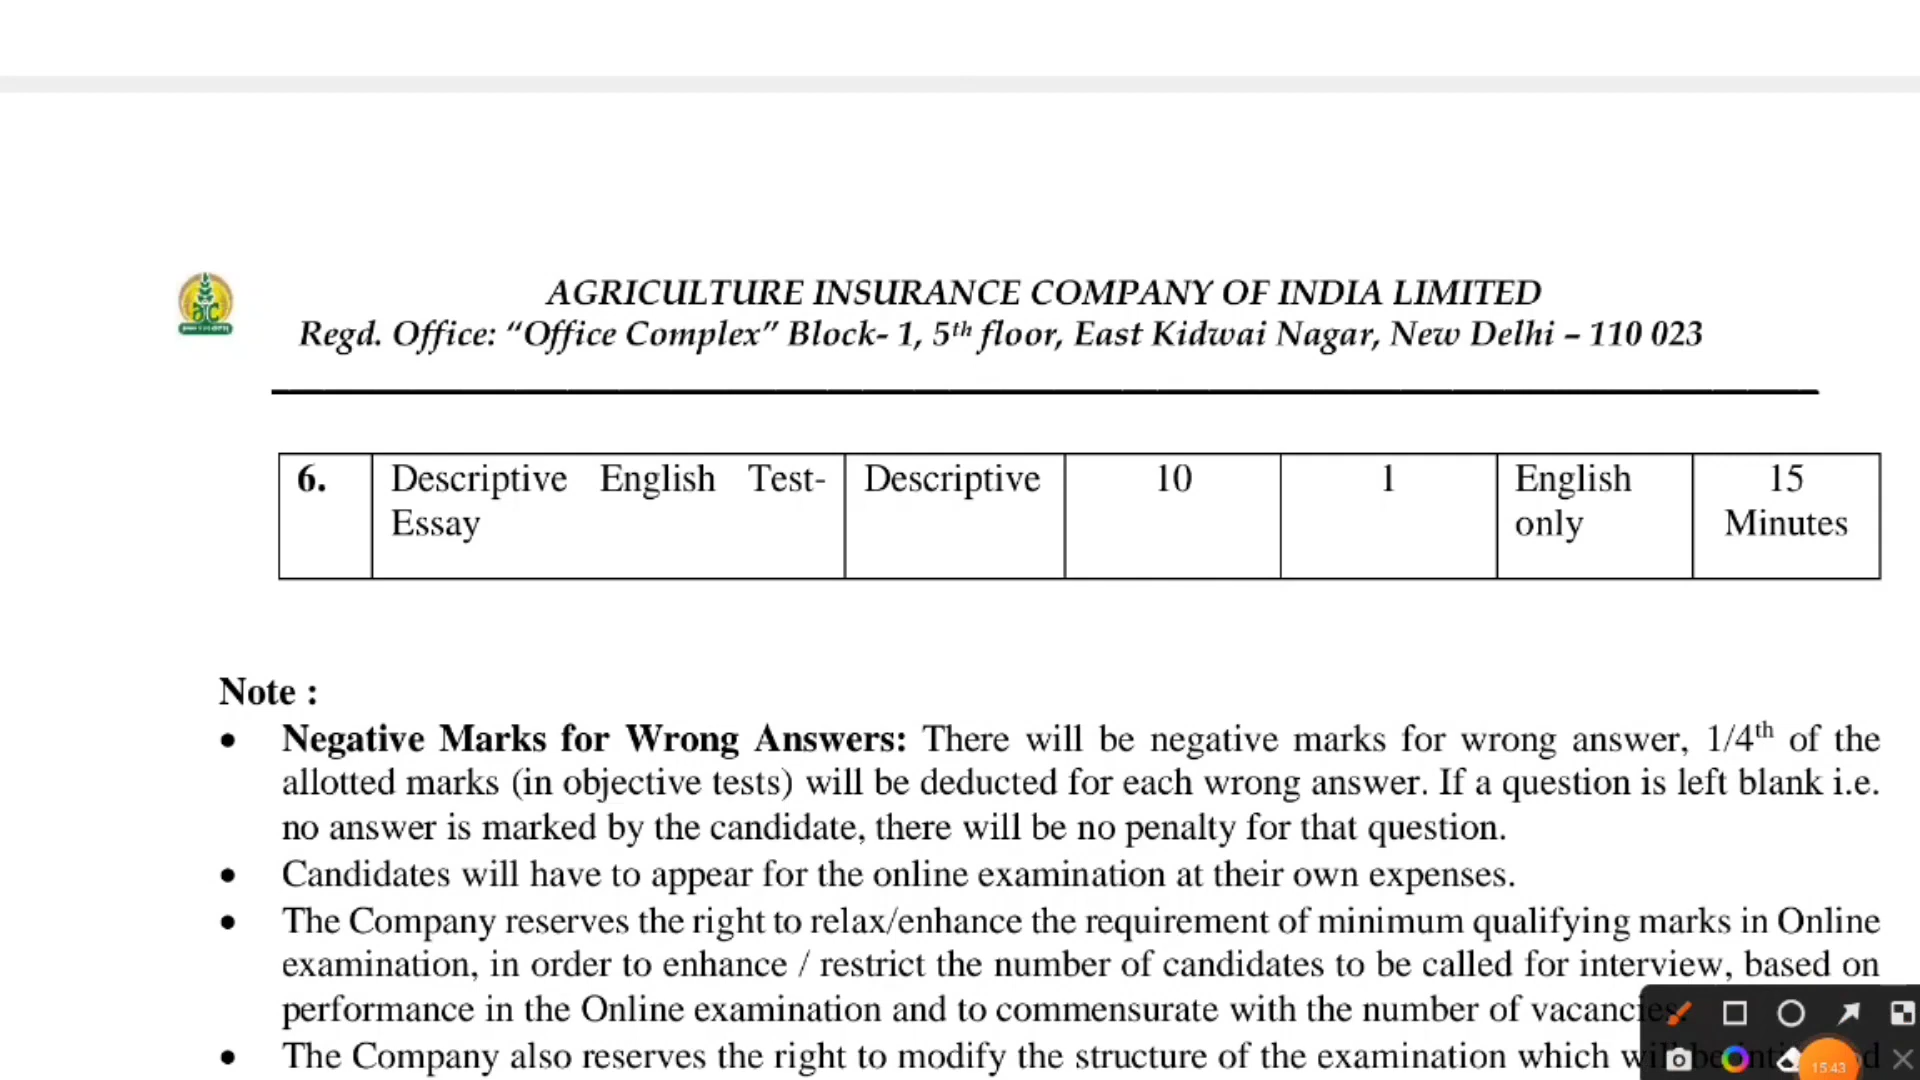 AGRICULTURE INSURANCE COMPANY OF INDIA LIMITED
Regd. Office: “Office Complex” Block- 1, 5th floor, East Kidwai Nagar, New Delhi – 110 023
6. Descriptive English Test- Descriptive 10 1 English 15
Essay only Minutes
Note :
• Negative Marks for Wrong Answers: There will be negative marks for wrong answer, 1/4th of the
allotted marks (in objective tests) will be deducted for each wrong answer. If a question is left blank i.e.
no answer is marked by the candidate, there will be no penalty for that question.
• Candidates will have to appear for the online examination at their own expenses.
• The Company reserves the right to relax/enhance the requirement of minimum qualifying marks in Online
examination, in order to enhance / restrict the number of candidates to be called for interview, based on
performance in the Online examination and to commensurate with the number of vacancies.
• The Company also reserves the right to modify the structure of the examination which will be
15:43